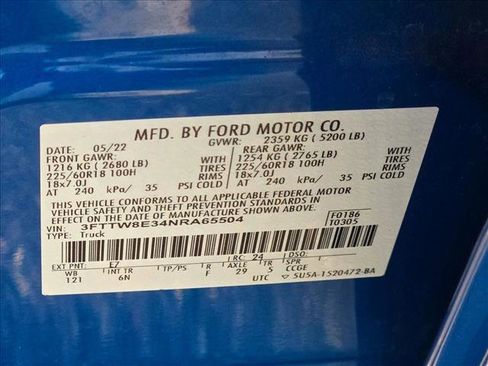 MFD. BY FORD MOTOR CO.
DATE: 05/22 GVWR: 2359 KG ( 5200 LB)
FRONT GAWR: REAR GAWR:
1216 KG ( 2680 LB) 1254 KG ( 2765 LB)
225/60R18 100H TIRES 225/60R18 100H TIRES
18x7.0J RIMS 18x7.0J RIMS
AT 240 kPa/ 35 PSI COLD AT 240 kPa/ 35 PSI COLD
THIS VEHICLE CONFORMS TO ALL APPLICABLE FEDERAL MOTOR
VEHICLE SAFETY AND THEFT PREVENTION STANDARDS IN
EFFECT ON THE DATE OF MANUFACTURE SHOWN ABOVE.
VIN: 3FTTW8E34NRA65504 F0186
TYPE: Truck T0305
EXT PNT: E7 RC: 24 DSO:
WB INT TR TP/PS R AXLE TR SPR
121 6N F 29 5 CCGE
UTC 5U5A-1520472-BA